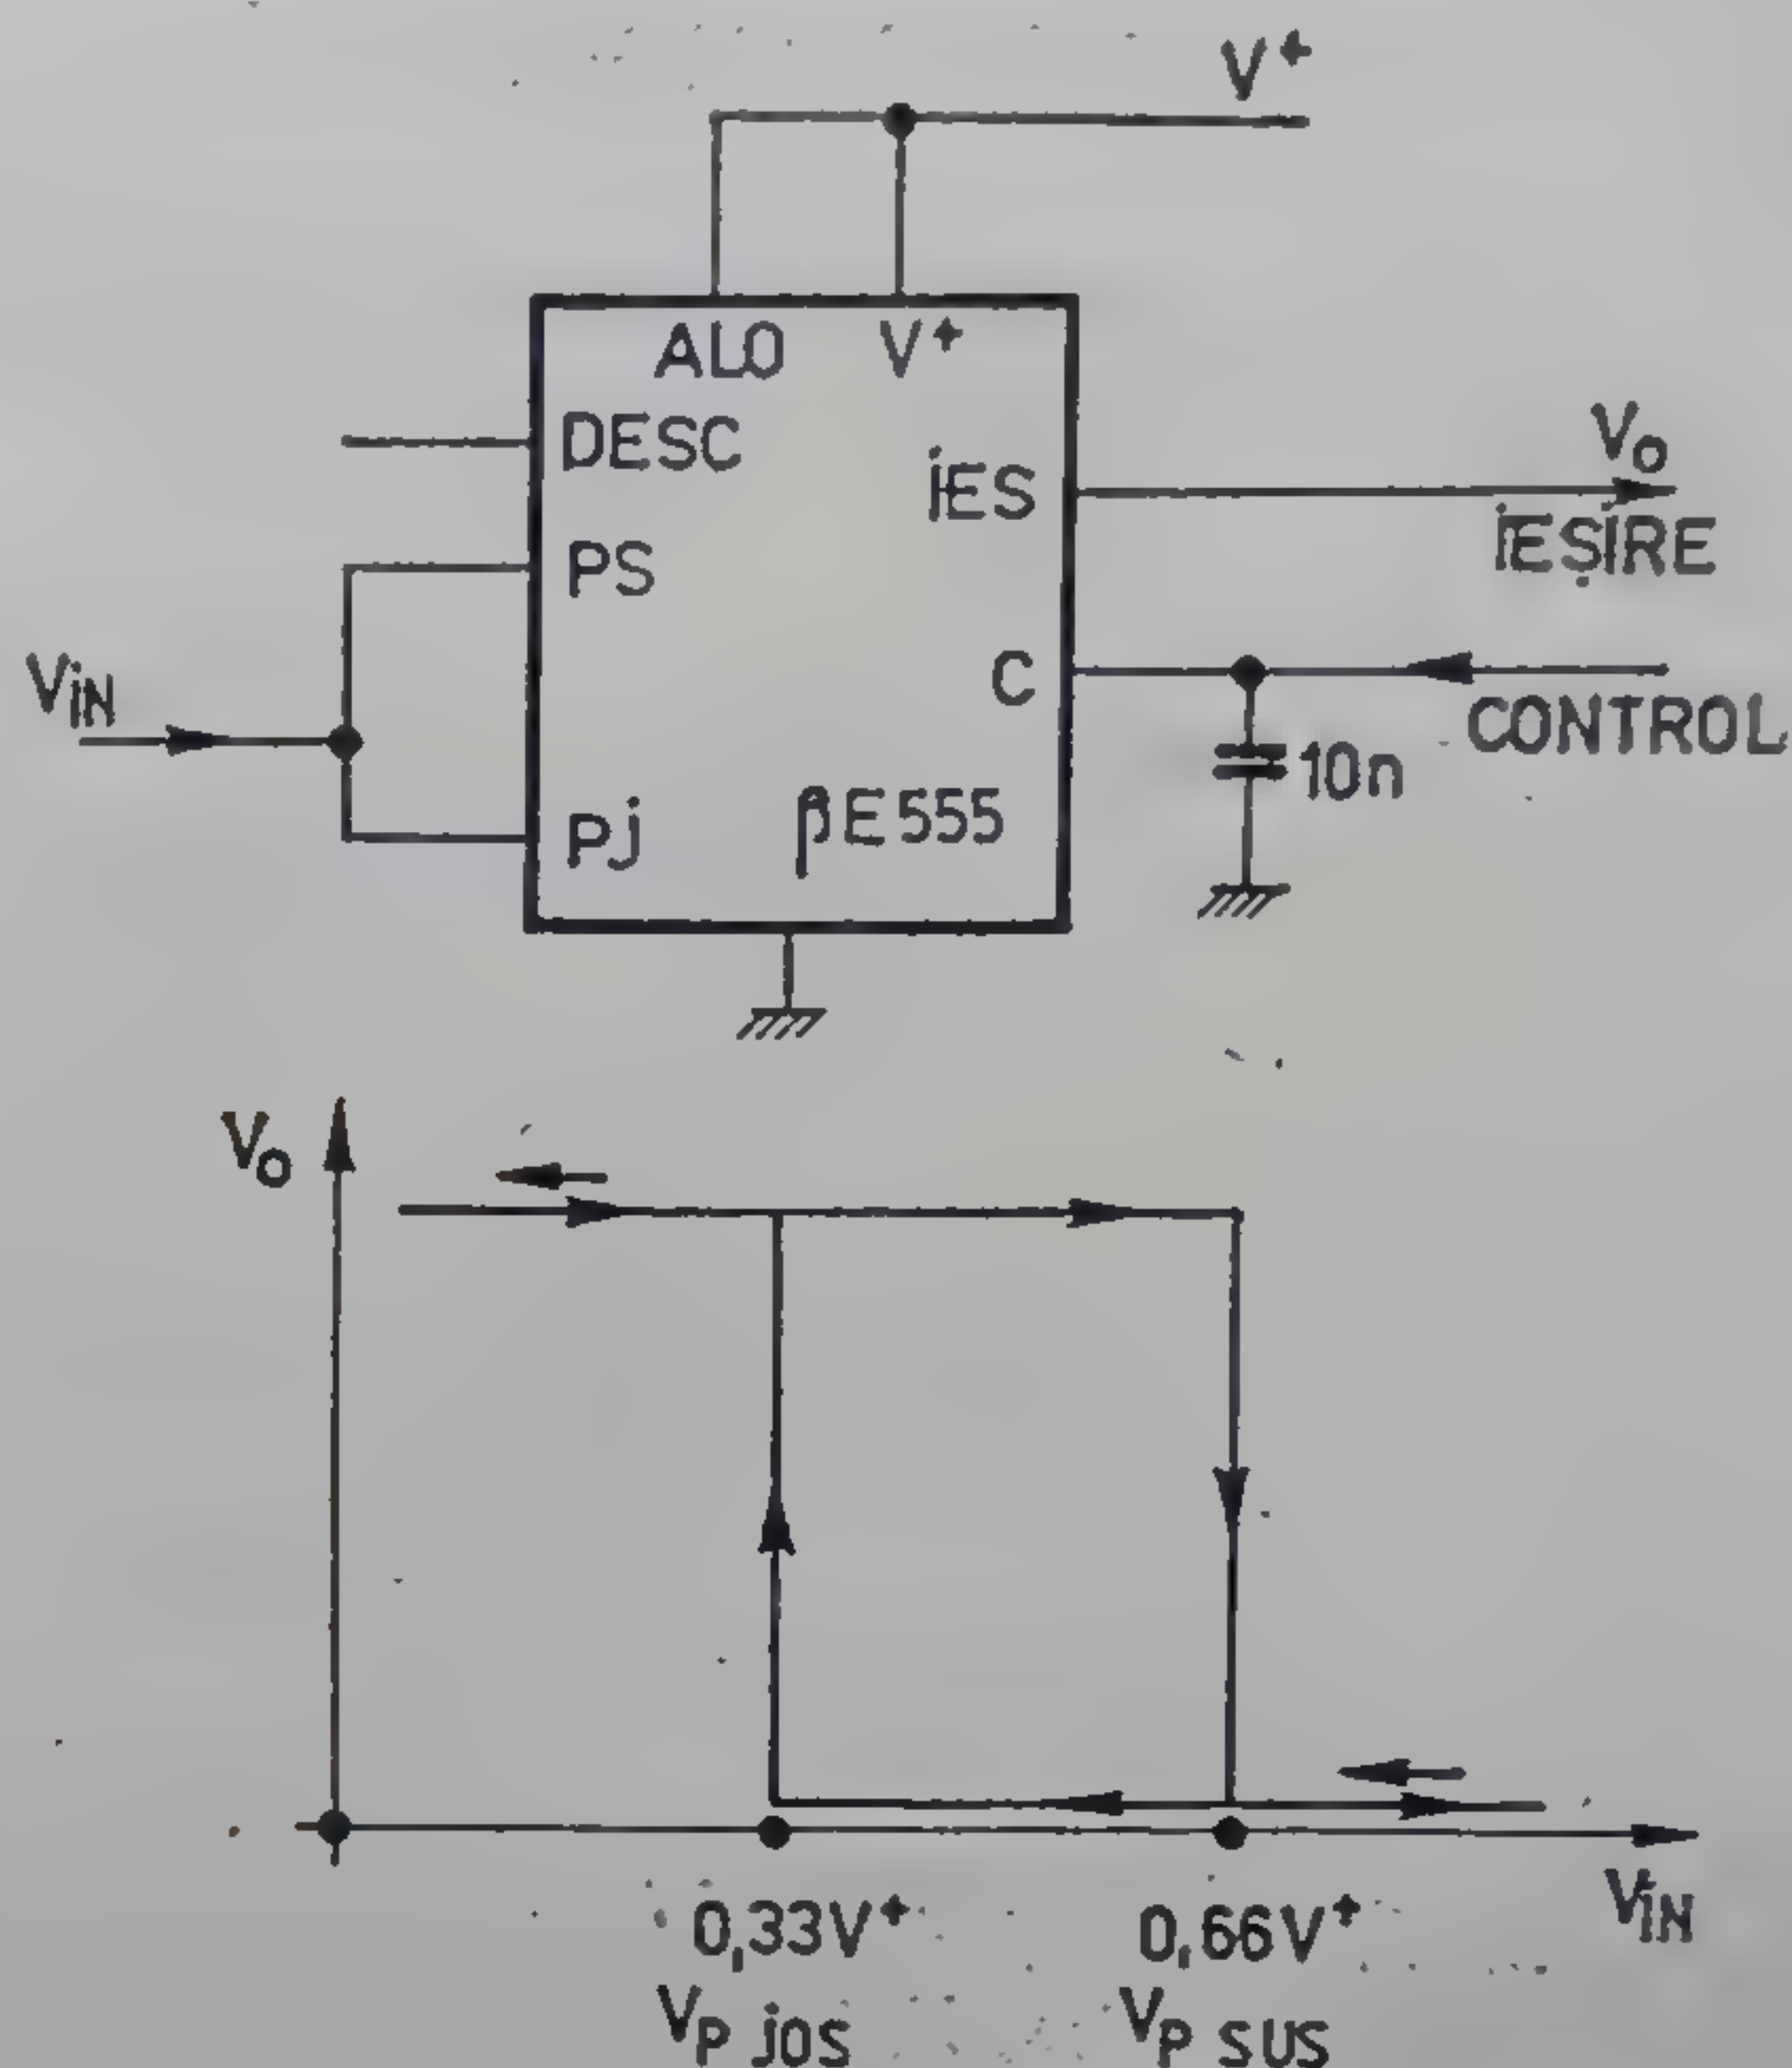 V+
ALO V+
DESC
iES
Vo
iEȘIRE
PS
C
CONTROL
ViN
10n
Pj
βE555
Vo
ViN
0,33V+
0,66V+
VP jOS
VP SUS